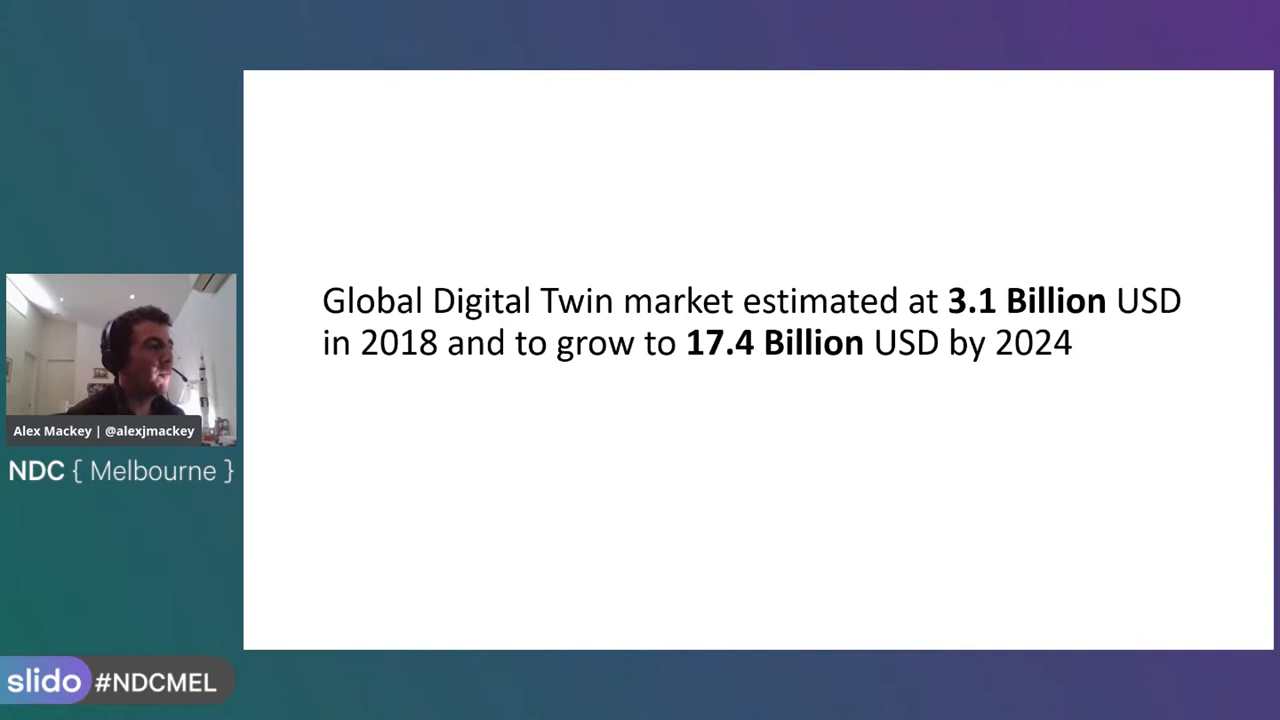 Global Digital Twin market estimated at 3.1 Billion USD
in 2018 and to grow to 17.4 Billion USD by 2024
Alex Mackey | @alexjmackey
NDC { Melbourne }
slido #NDCMEL